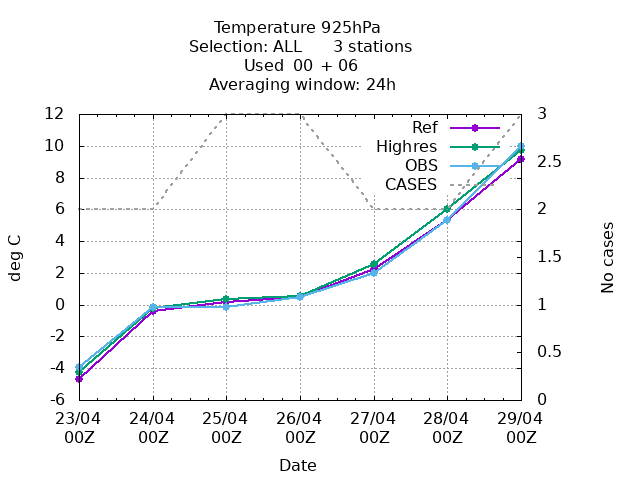 Temperature 925hPa
Selection: ALL 3 stations
Used 00 + 06
Averaging window: 24h
12 3
Ref
10
Highres
2.5
OBS
8
CASES
6 2
4
1.5
2
0 1
-2
0.5
-4
-6 0
deg C
No cases
23/04 24/04 25/04 26/04 27/04 28/04 29/04
00Z 00Z 00Z 00Z 00Z 00Z 00Z
Date